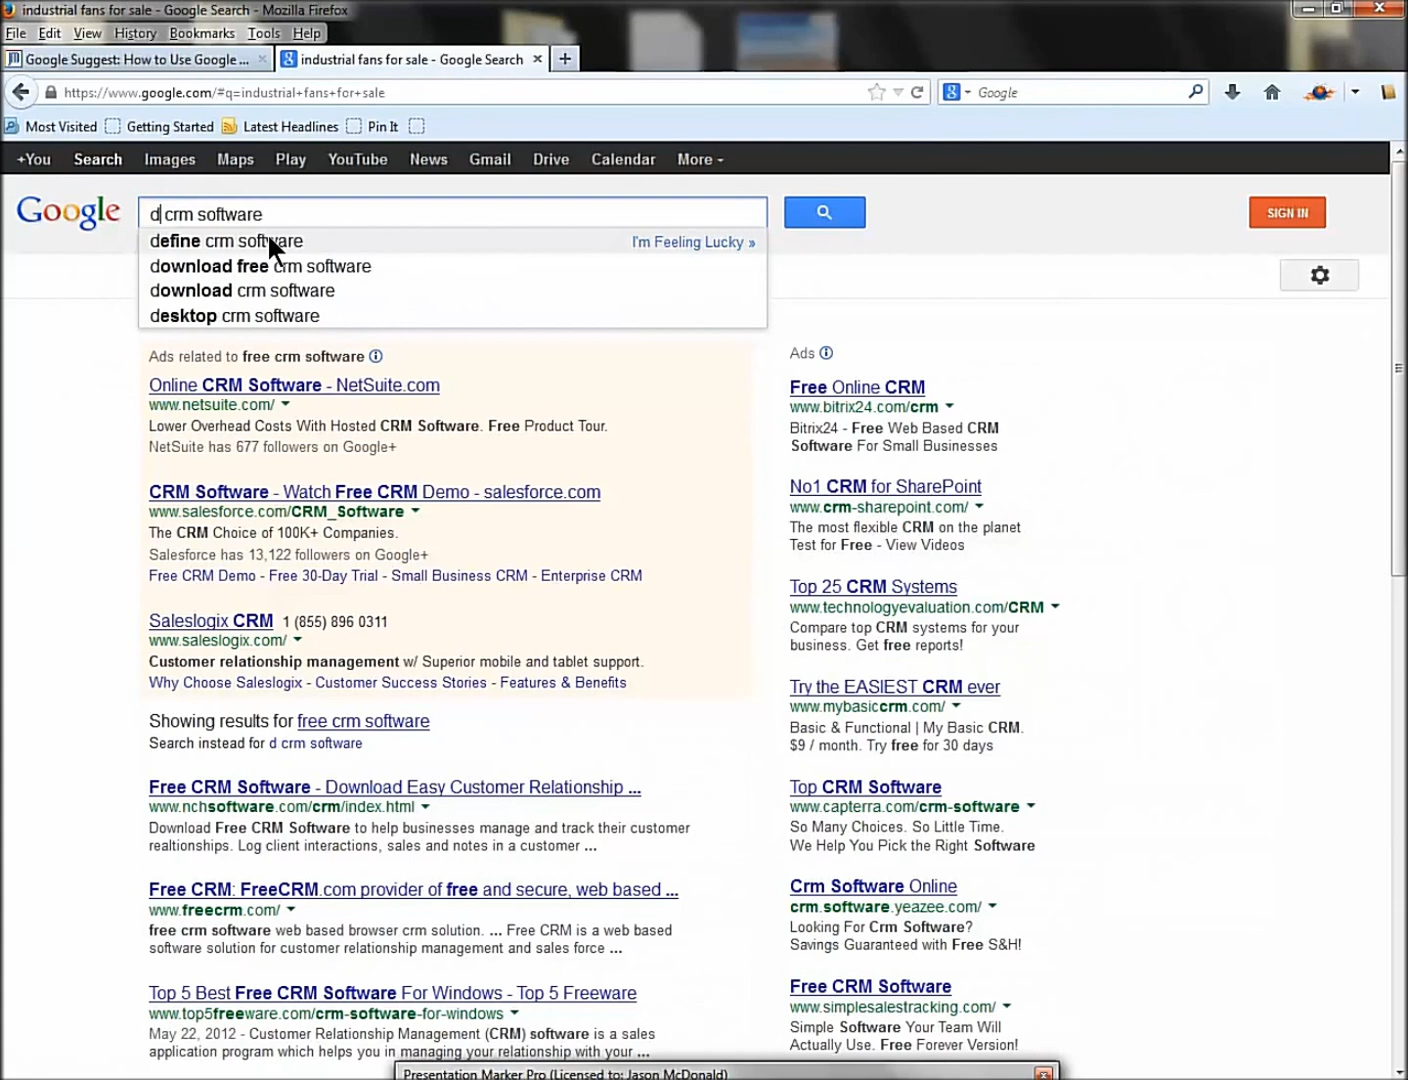 industrial fans for sale - Google Search - Mozilla Firefox
File Edit View History Bookmarks Tools Help
Google Suggest: How to Use Google ...
industrial fans for sale - Google Search
https://www.google.com/#q=industrial+fans+for+sale
Google
Most Visited Getting Started Latest Headlines Pin It
+You Search Images Maps Play YouTube News Gmail Drive Calendar More
Google
d crm software
SIGN IN
define crm software
I'm Feeling Lucky »
download free crm software
download crm software
desktop crm software
Ads related to free crm software
Online CRM Software - NetSuite.com
www.netsuite.com/
Lower Overhead Costs With Hosted CRM Software. Free Product Tour.
NetSuite has 677 followers on Google+
CRM Software - Watch Free CRM Demo - salesforce.com
www.salesforce.com/CRM_Software
The CRM Choice of 100K+ Companies.
Salesforce has 13,122 followers on Google+
Free CRM Demo - Free 30-Day Trial - Small Business CRM - Enterprise CRM
Saleslogix CRM 1 (855) 896 0311
www.saleslogix.com/
Customer relationship management w/ Superior mobile and tablet support.
Why Choose Saleslogix - Customer Success Stories - Features & Benefits
Showing results for free crm software
Search instead for d crm software
Free CRM Software - Download Easy Customer Relationship ...
www.nchsoftware.com/crm/index.html
Download Free CRM Software to help businesses manage and track their customer
realtionships. Log client interactions, sales and notes in a customer ...
Free CRM: FreeCRM.com provider of free and secure, web based ...
www.freecrm.com/
free crm software web based browser crm solution. ... Free CRM is a web based
software solution for customer relationship management and sales force ...
Top 5 Best Free CRM Software For Windows - Top 5 Freeware
www.top5freeware.com/crm-software-for-windows
May 22, 2012 - Customer Relationship Management (CRM) software is a sales
application program which helps you in managing your relationship with your ...
Ads
Free Online CRM
www.bitrix24.com/crm
Bitrix24 - Free Web Based CRM
Software For Small Businesses
No1 CRM for SharePoint
www.crm-sharepoint.com/
The most flexible CRM on the planet
Test for Free - View Videos
Top 25 CRM Systems
www.technologyevaluation.com/CRM
Compare top CRM systems for your
business. Get free reports!
Try the EASIEST CRM ever
www.mybasiccrm.com/
Basic & Functional | My Basic CRM.
$9 / month. Try free for 30 days
Top CRM Software
www.capterra.com/crm-software
So Many Choices. So Little Time.
We Help You Pick the Right Software
Crm Software Online
crm.software.yeazee.com/
Looking For Crm Software?
Savings Guaranteed with Free S&H!
Free CRM Software
www.simplesalestracking.com/
Simple Software Your Team Will
Actually Use. Free Forever Version!
Presentation Marker Pro (Licensed to: Jason McDonald)